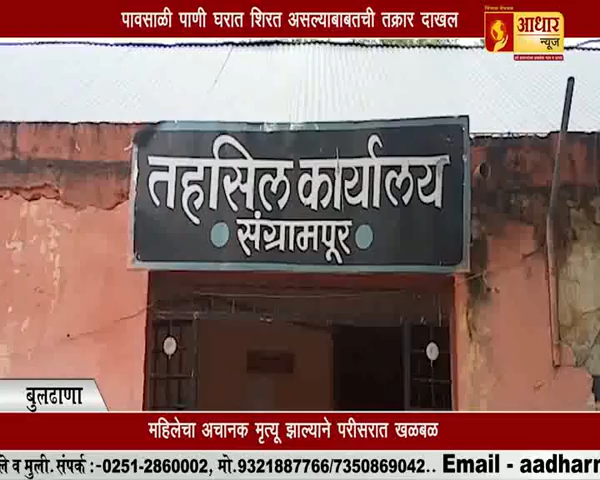 पावसाळी पाणी घरात शिरत असल्याबाबतची तक्रार दाखल
आधार
न्यूज
तहसिल कार्यालय
संग्रामपूर
बुलढाणा
महिलेचा अचानक मृत्यू झाल्याने परीसरात खळबळ
ले व मुली. संपर्क :-0251-2860002, मो.9321887766/7350869042.. Email - aadharn